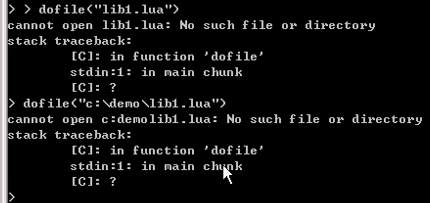 > > dofile("lib1.lua")
cannot open lib1.lua: No such file or directory
stack traceback:
        [C]: in function 'dofile'
        stdin:1: in main chunk
        [C]: ?
> dofile("c:\demo\lib1.lua")
cannot open c:demolib1.lua: No such file or directory
stack traceback:
        [C]: in function 'dofile'
        stdin:1: in main chunk
        [C]: ?
>